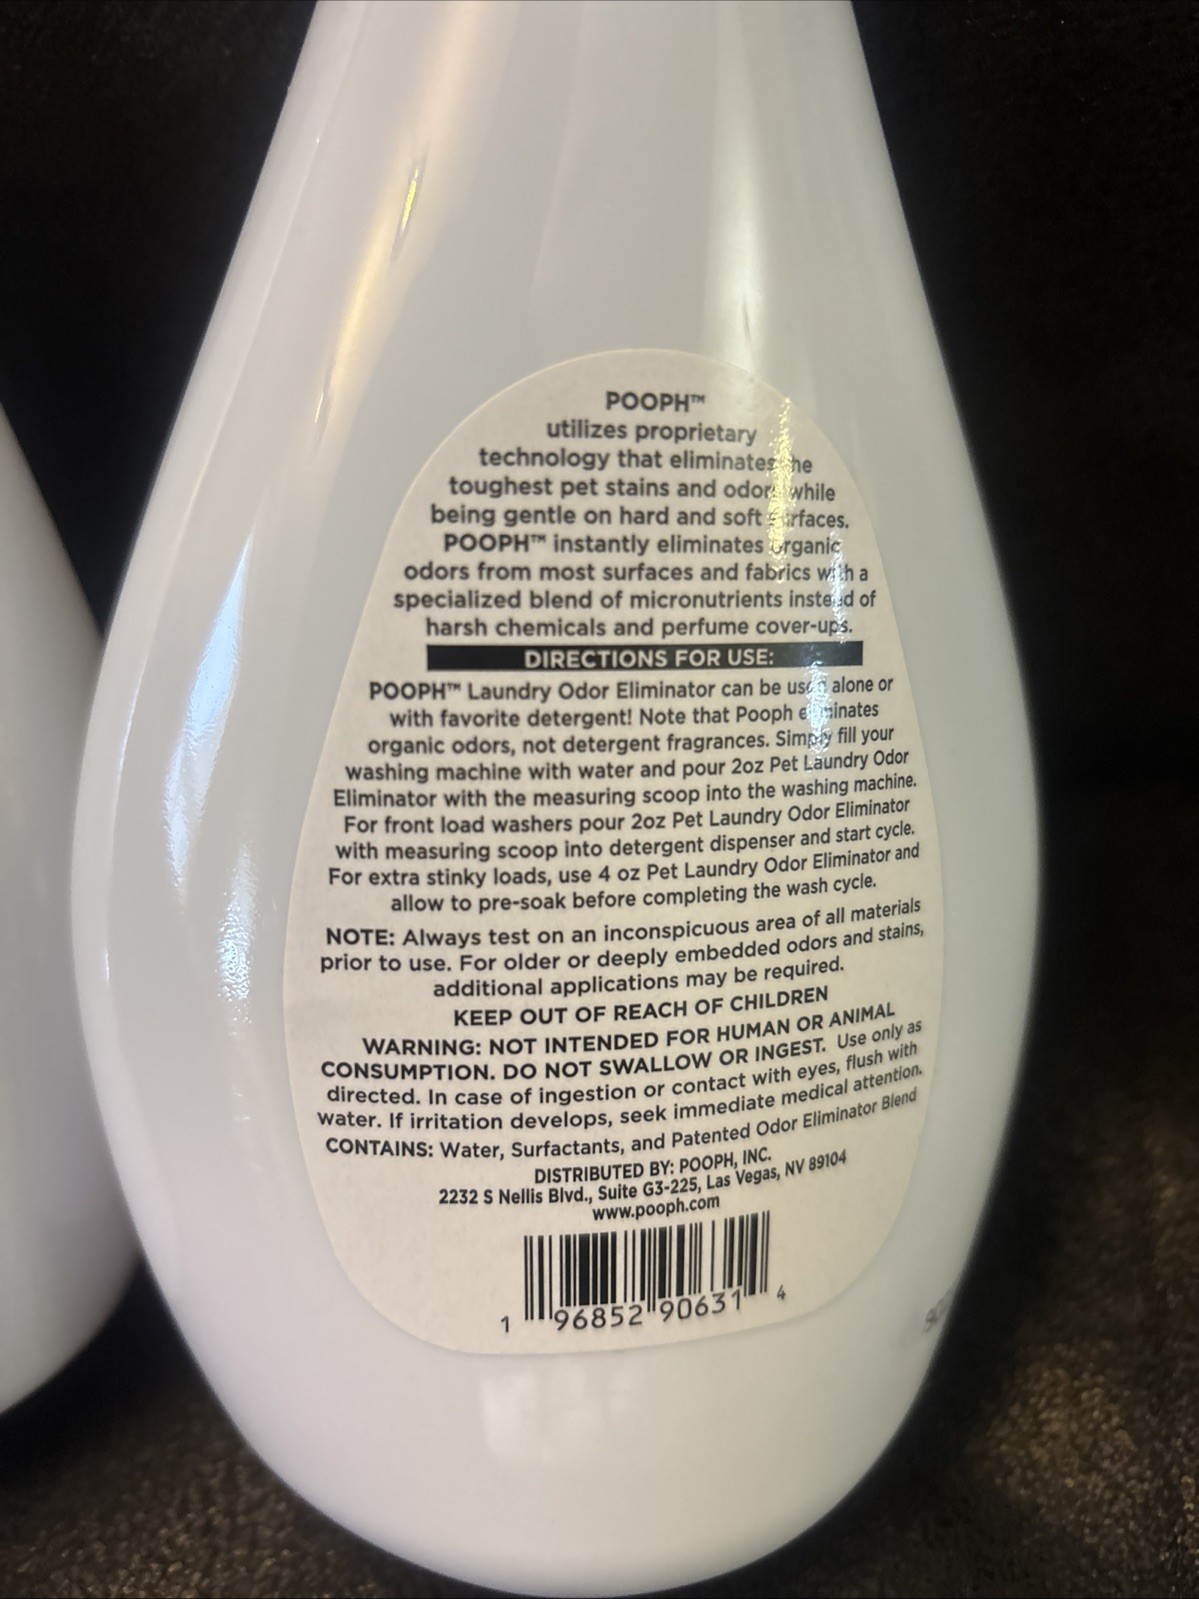 POOPH™
utilizes proprietary
technology that eliminates the
toughest pet stains and odors while
being gentle on hard and soft surfaces.
POOPH™ instantly eliminates organic
odors from most surfaces and fabrics with a
specialized blend of micronutrients instead of
harsh chemicals and perfume cover-ups.
DIRECTIONS FOR USE:
POOPH™ Laundry Odor Eliminator can be used alone or
with favorite detergent! Note that Pooph eliminates
organic odors, not detergent fragrances. Simply fill your
washing machine with water and pour 2oz Pet Laundry Odor
Eliminator with the measuring scoop into the washing machine.
For front load washers pour 2oz Pet Laundry Odor Eliminator
with measuring scoop into detergent dispenser and start cycle.
For extra stinky loads, use 4 oz Pet Laundry Odor Eliminator and
allow to pre-soak before completing the wash cycle.
NOTE: Always test on an inconspicuous area of all materials
prior to use. For older or deeply embedded odors and stains,
additional applications may be required.
KEEP OUT OF REACH OF CHILDREN
WARNING: NOT INTENDED FOR HUMAN OR ANIMAL
CONSUMPTION. DO NOT SWALLOW OR INGEST. Use only as
directed. In case of ingestion or contact with eyes, flush with
water. If irritation develops, seek immediate medical attention.
CONTAINS: Water, Surfactants, and Patented Odor Eliminator Blend
DISTRIBUTED BY: POOPH, INC.
2232 S Nellis Blvd., Suite G3-225, Las Vegas, NV 89104
www.pooph.com
1 96852 90631 4